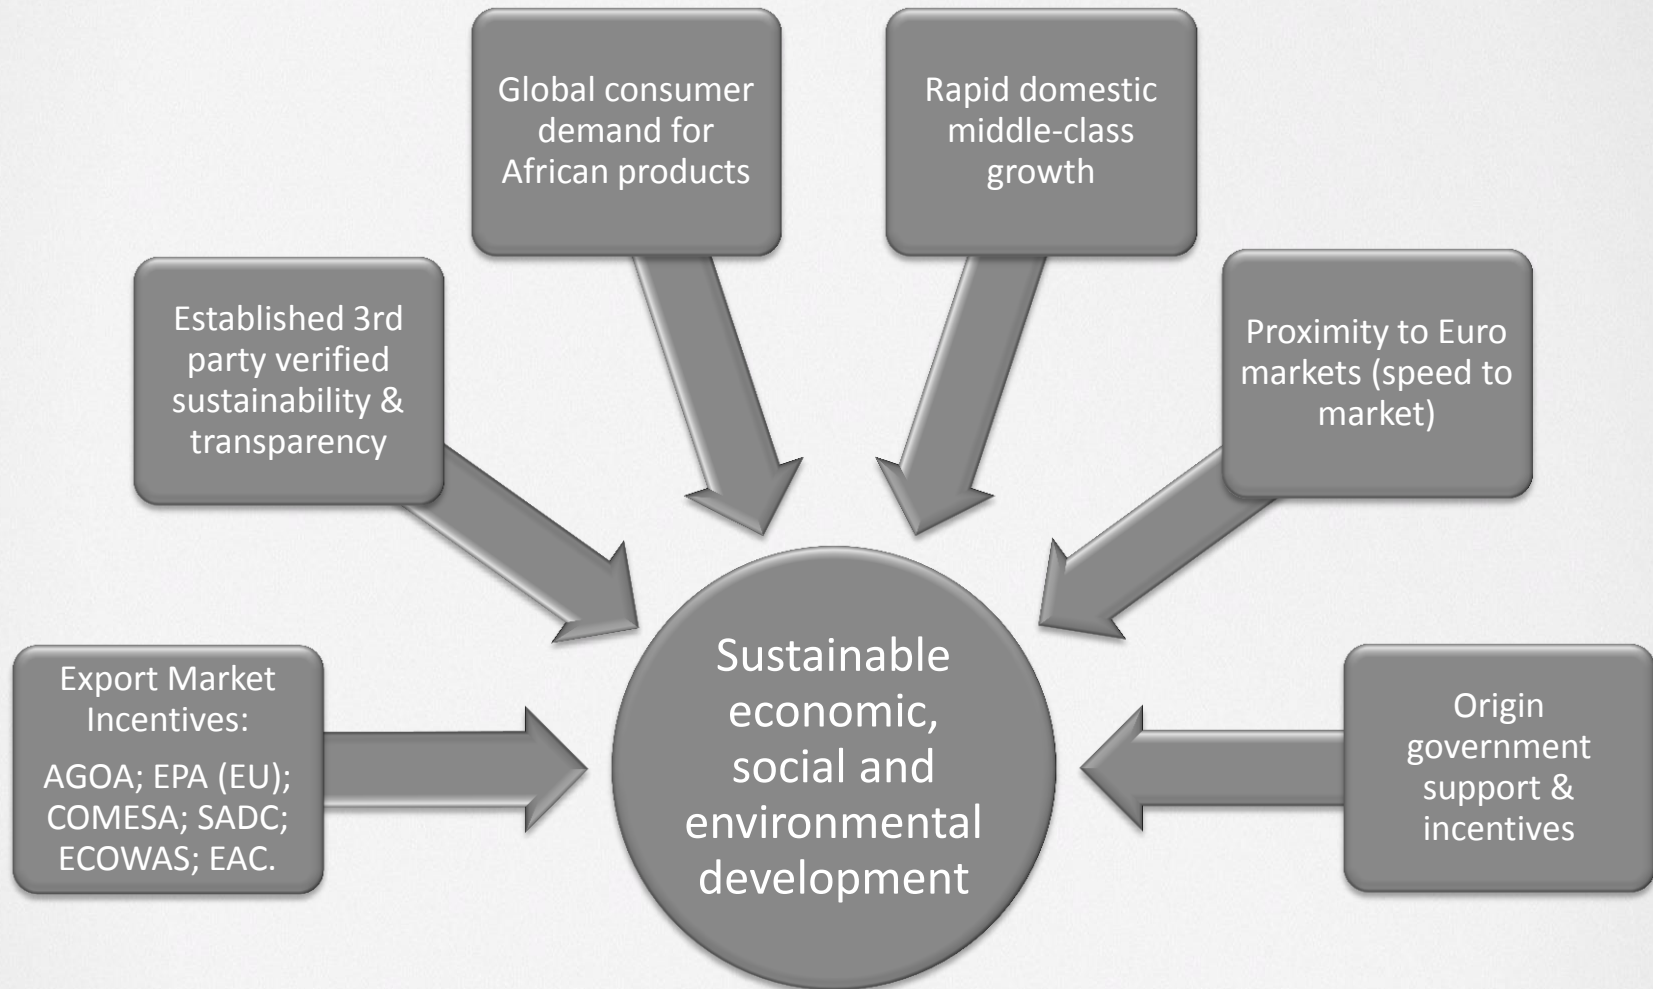 Global consumer
demand for
African products
Rapid domestic
middle-class
growth
Established 3rd
party verified
sustainability &
transparency
Proximity to Euro
markets (speed to
market)
Export Market
Incentives:
AGOA; EPA (EU);
COMESA; SADC;
ECOWAS; EAC.
Sustainable
economic,
social and
environmental
development
Origin
government
support &
incentives